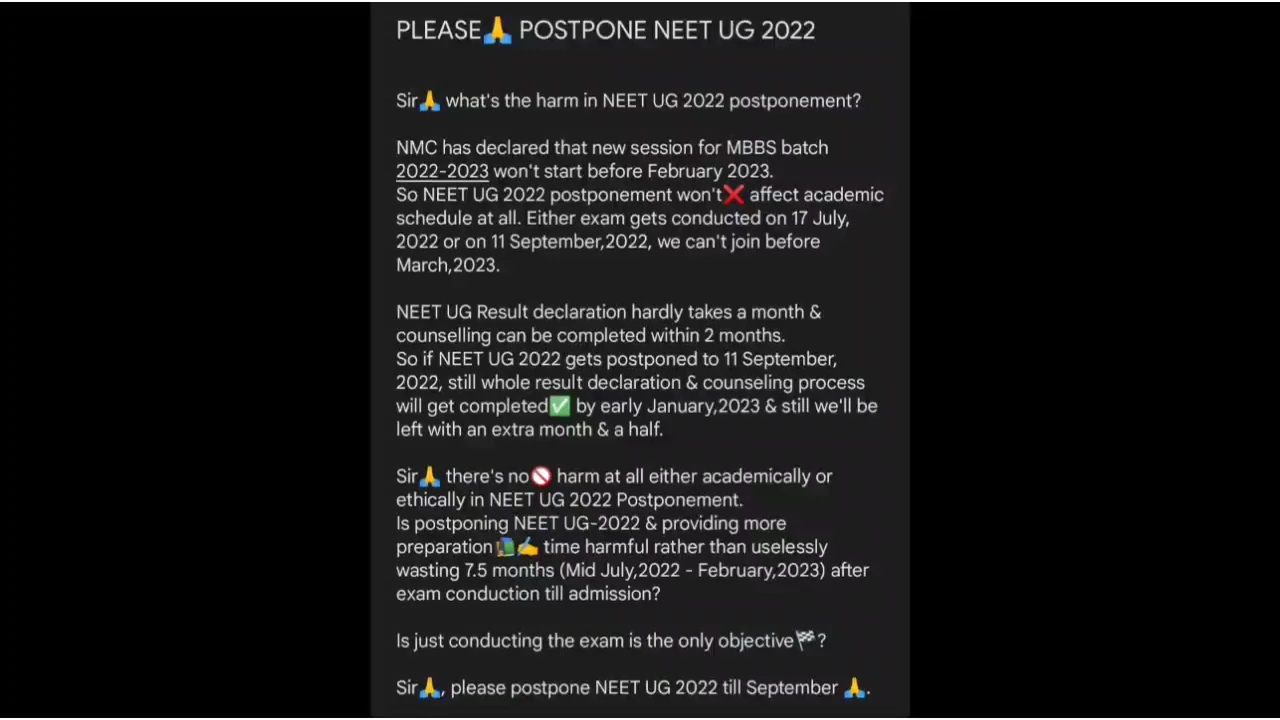 PLEASE🙏 POSTPONE NEET UG 2022
Sir🙏 what's the harm in NEET UG 2022 postponement?
NMC has declared that new session for MBBS batch
2022-2023 won't start before February 2023.
So NEET UG 2022 postponement won't❌ affect academic
schedule at all. Either exam gets conducted on 17 July,
2022 or on 11 September,2022, we can't join before
March,2023.
NEET UG Result declaration hardly takes a month &
counselling can be completed within 2 months.
So if NEET UG 2022 gets postponed to 11 September,
2022, still whole result declaration & counseling process
will get completed✅ by early January,2023 & still we'll be
left with an extra month & a half.
Sir🙏 there's no🚫 harm at all either academically or
ethically in NEET UG 2022 Postponement.
Is postponing NEET UG-2022 & providing more
preparation📚✍️ time harmful rather than uselessly
wasting 7.5 months (Mid July,2022 - February,2023) after
exam conduction till admission?
Is just conducting the exam is the only objective🏁?
Sir🙏, please postpone NEET UG 2022 till September 🙏.